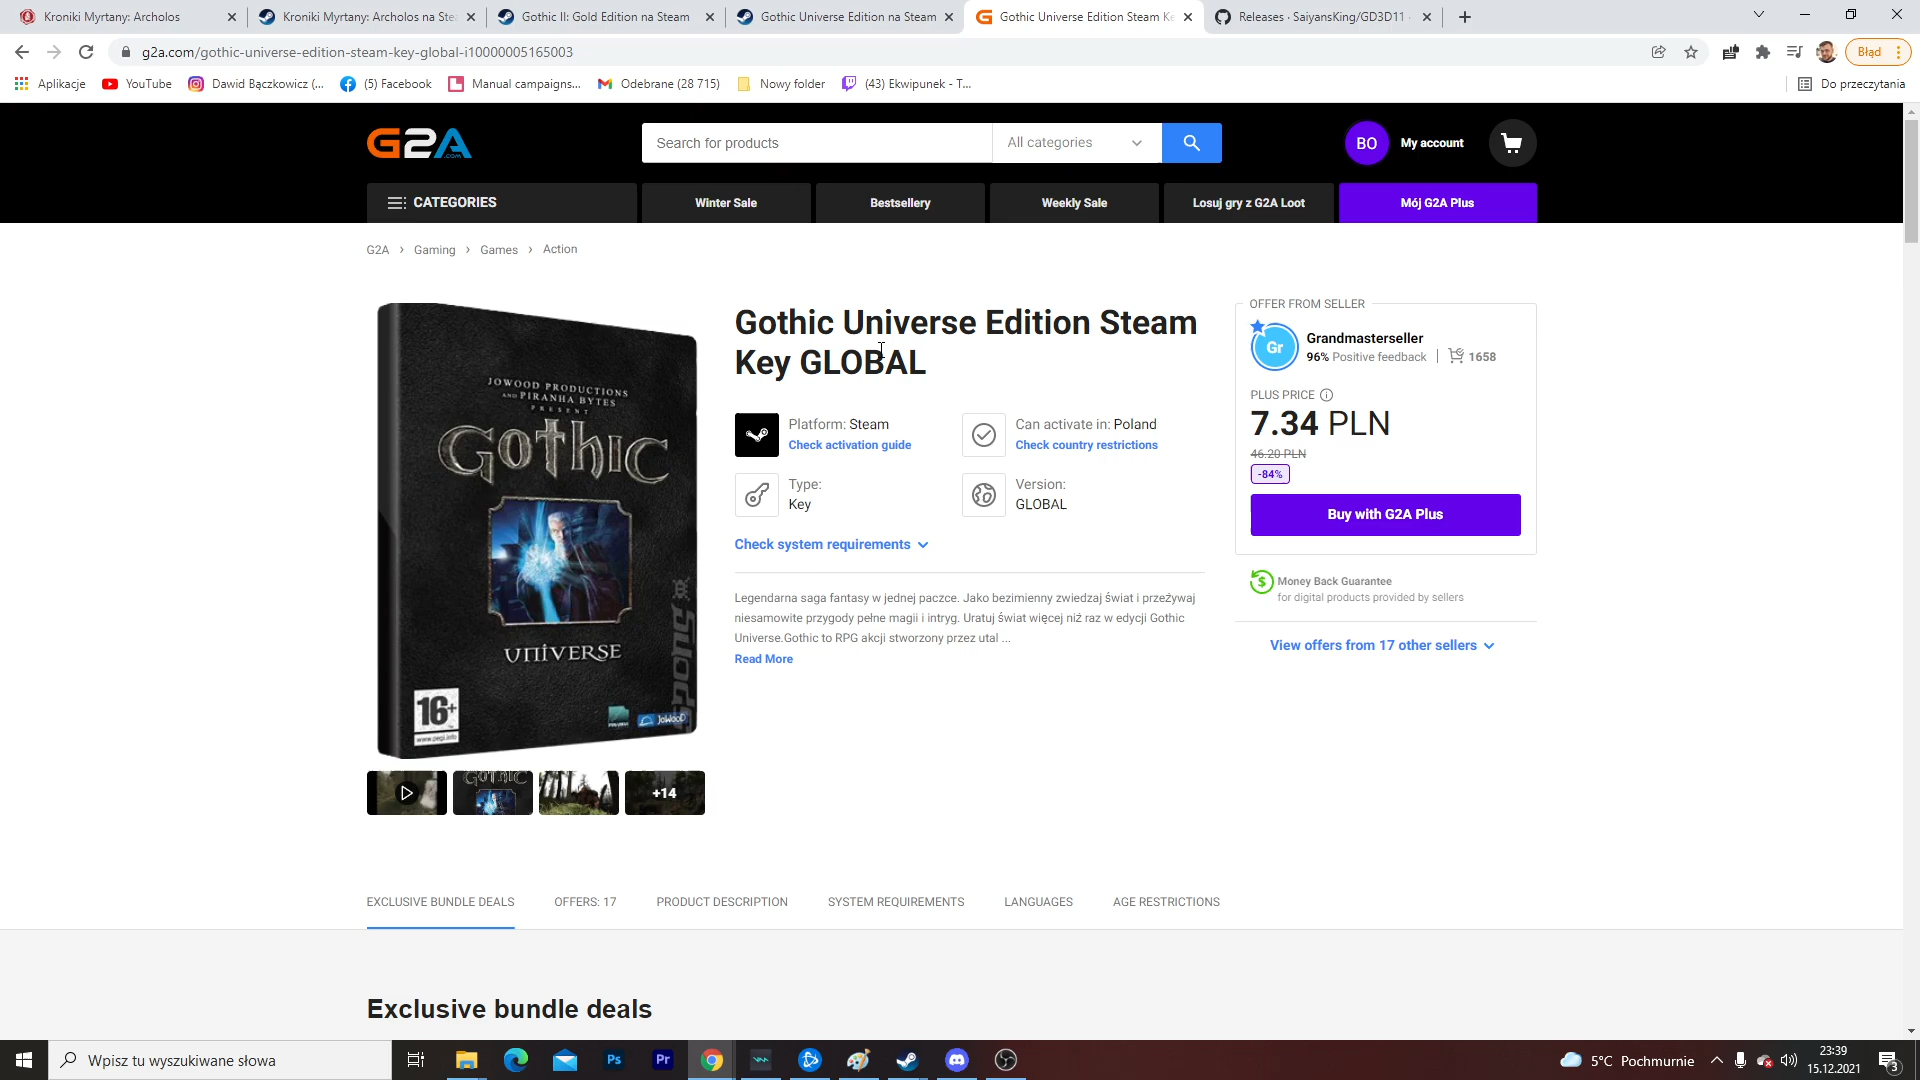 Kroniki Myrtany: Archolos
Kroniki Myrtany: Archolos na Ste
Gothic II: Gold Edition na Steam
Gothic Universe Edition na Steam
Gothic Universe Edition Steam Ke
Releases · SaiyansKing/GD3D11 ·
g2a.com/gothic-universe-edition-steam-key-global-i10000005165003
Błąd
Aplikacje
YouTube
Dawid Bączkowicz (...
(5) Facebook
Manual campaigns...
Odebrane (28 715)
Nowy folder
(43) Ekwipunek - T...
Do przeczytania
G2A.COM
Search for products
All categories
BO
My account
CATEGORIES
Winter Sale
Bestsellery
Weekly Sale
Losuj gry z G2A Loot
Mój G2A Plus
G2A › Gaming › Games › Action
JOWOOD PRODUCTIONS
AND PIRANHA BYTES
PRESENT
GOTHIC
UNIVERSE
16+
www.pegi.info
JoWooD
Gothic Universe Edition Steam
Key GLOBAL
Platform: Steam
Check activation guide
Can activate in: Poland
Check country restrictions
Type:
Key
Version:
GLOBAL
Check system requirements
Legendarna saga fantasy w jednej paczce. Jako bezimienny zwiedzaj świat i przeżywaj
niesamowite przygody pełne magii i intryg. Uratuj świat więcej niż raz w edycji Gothic
Universe.Gothic to RPG akcji stworzony przez utal ...
Read More
OFFER FROM SELLER
Gr
Grandmasterseller
96% Positive feedback
1658
PLUS PRICE
7.34 PLN
46.20 PLN
-84%
Buy with G2A Plus
Money Back Guarantee
for digital products provided by sellers
View offers from 17 other sellers
GOTHIC
+14
EXCLUSIVE BUNDLE DEALS
OFFERS: 17
PRODUCT DESCRIPTION
SYSTEM REQUIREMENTS
LANGUAGES
AGE RESTRICTIONS
Exclusive bundle deals
Wpisz tu wyszukiwane słowa
Ps
Pr
5°C Pochmurnie
23:39
15.12.2021
3